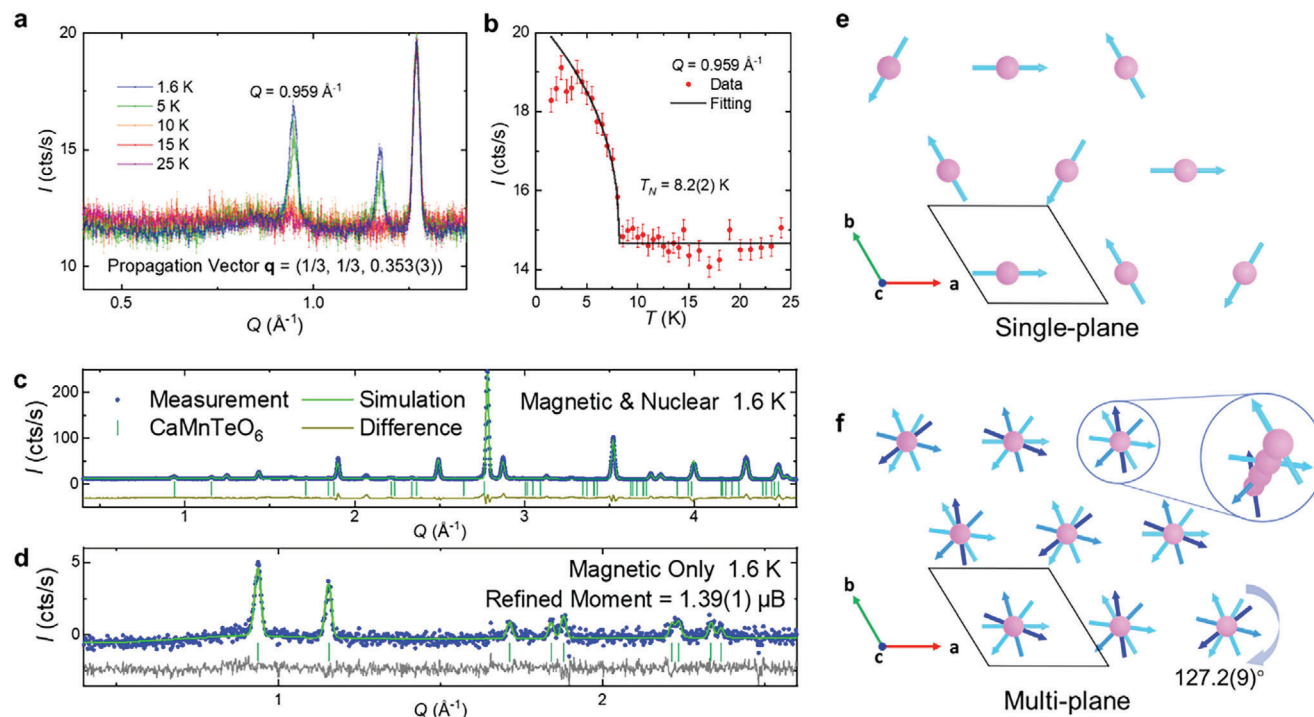 a
20
15
10
I (cts/s)
1.6 K
5 K
10 K
15 K
25 K
Q = 0.959 Å⁻¹
Propagation Vector q = (1/3, 1/3, 0.353(3))
0.5
1.0
Q (Å⁻¹)
b
20
18
16
14
I (cts/s)
Q = 0.959 Å⁻¹
Data
Fitting
T_N = 8.2(2) K
0
5
10
15
20
25
T (K)
c
200
100
0
I (cts/s)
Measurement
Simulation
CaMnTeO₆
Difference
Magnetic & Nuclear 1.6 K
1
2
3
4
Q (Å⁻¹)
d
5
0
I (cts/s)
Magnetic Only 1.6 K
Refined Moment = 1.39(1) µB
1
2
Q (Å⁻¹)
e
b
c
a
Single-plane
f
b
c
a
127.2(9)°
Multi-plane